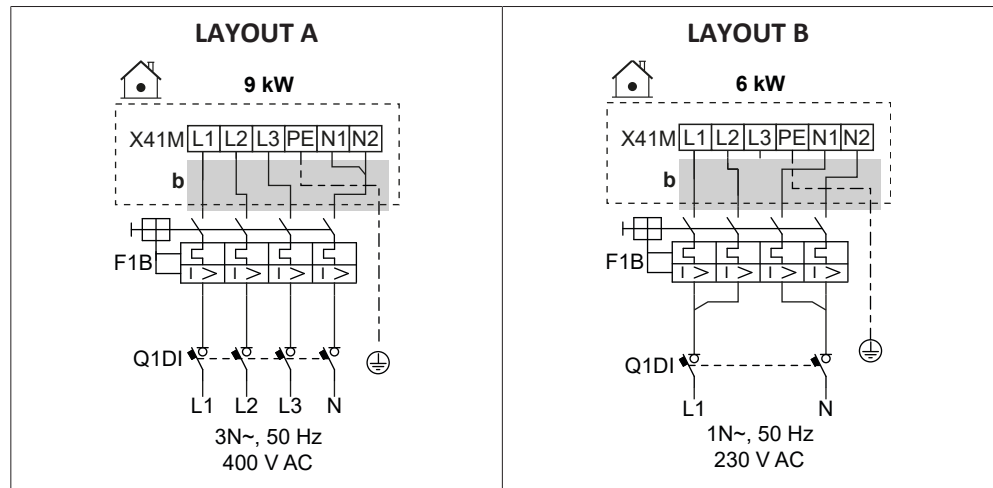 LAYOUT A
9 kW
X41M L1 L2 L3 PE N1 N2
b
F1B
I > I > I > I >
Q1DI
L1 L2 L3 N
3N~, 50 Hz
400 V AC
LAYOUT B
6 kW
X41M L1 L2 L3 PE N1 N2
b
F1B
I > I > I > I >
Q1DI
L1 N
1N~, 50 Hz
230 V AC